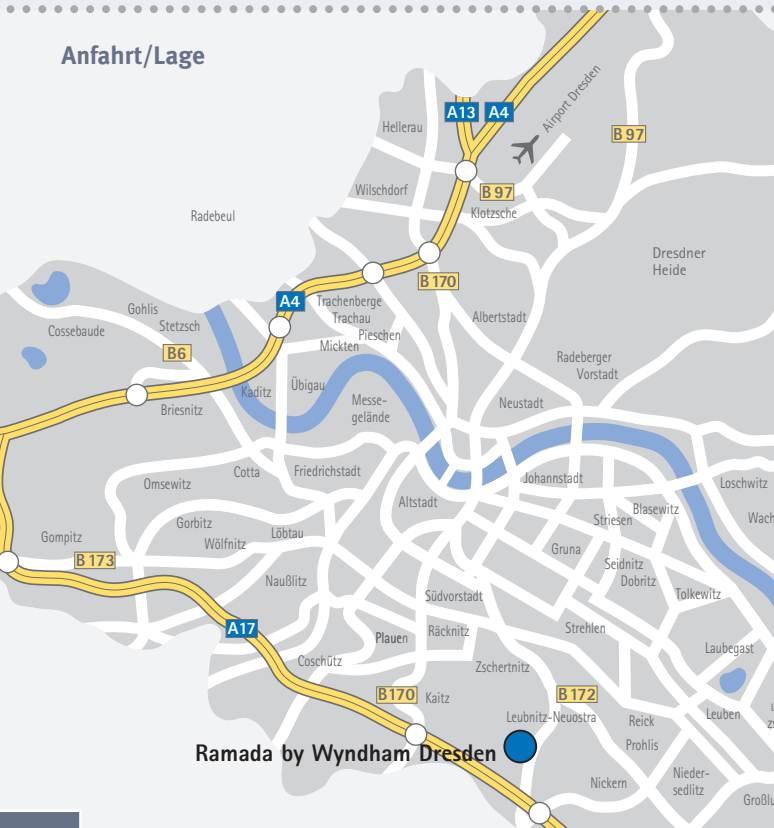 Anfahrt/Lage
A13
A4
Airport Dresden
B 97
Hellerau
Wilschdorf
B 97
Klotzsche
Radebeul
Dresdner
Heide
B 170
A4
Trachenberge
Trachau
Pieschen
Mickten
Albertstadt
Gohlis
Stetzsch
Cossebaude
B6
Radeberger
Vorstadt
Kaditz
Übigau
Messe-
gelände
Neustadt
Briesnitz
Cotta
Friedrichstadt
Omsewitz
Johannstadt
Loschwitz
Altstadt
Blasewitz
Striesen
Wach
Gorbitz
Wölfnitz
Löbtau
Gompitz
B 173
Gruna
Seidnitz
Dobritz
Naußlitz
Tolkewitz
Südvorstadt
A17
Plauen
Räcknitz
Strehlen
Laubegast
Coschütz
Zschertnitz
B170
Kaitz
B 172
Leubnitz-Neuostra
Reick
Leuben
Prohlis
Ramada by Wyndham Dresden
Nickern
Nieder-
sedlitz
Großlu